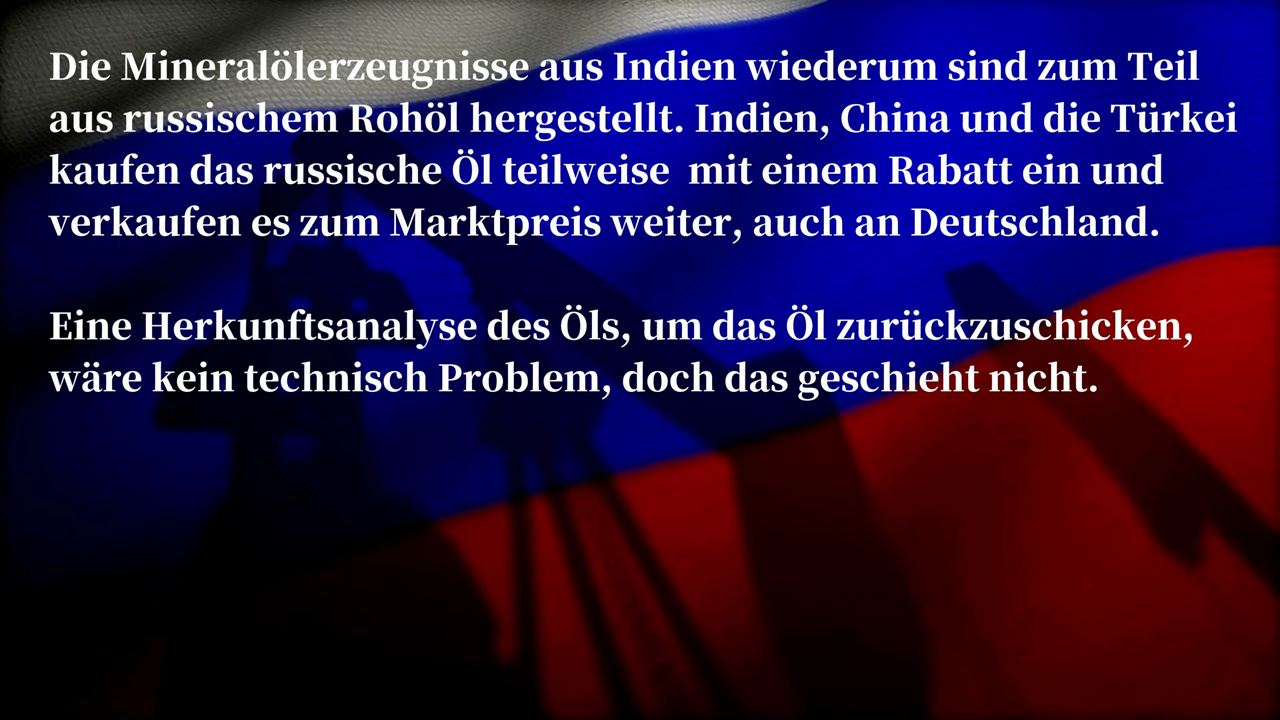 Die Mineralölerzeugnisse aus Indien wiederum sind zum Teil
aus russischem Rohöl hergestellt. Indien, China und die Türkei
kaufen das russische Öl teilweise  mit einem Rabatt ein und
verkaufen es zum Marktpreis weiter, auch an Deutschland.
Eine Herkunftsanalyse des Öls, um das Öl zurückzuschicken,
wäre kein technisch Problem, doch das geschieht nicht.